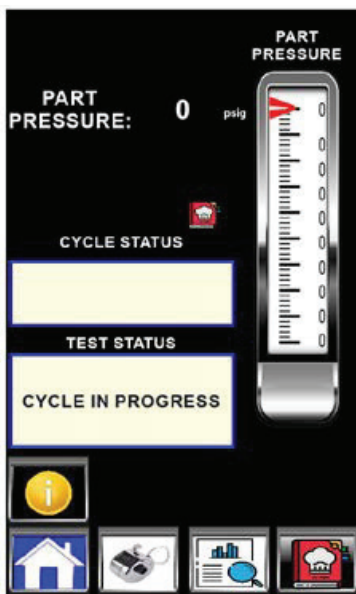 PART
PRESSURE
PART
PRESSURE:
0
psig
0
0
0
0
0
0
0
0
0
0
CYCLE STATUS
TEST STATUS
CYCLE IN PROGRESS
i